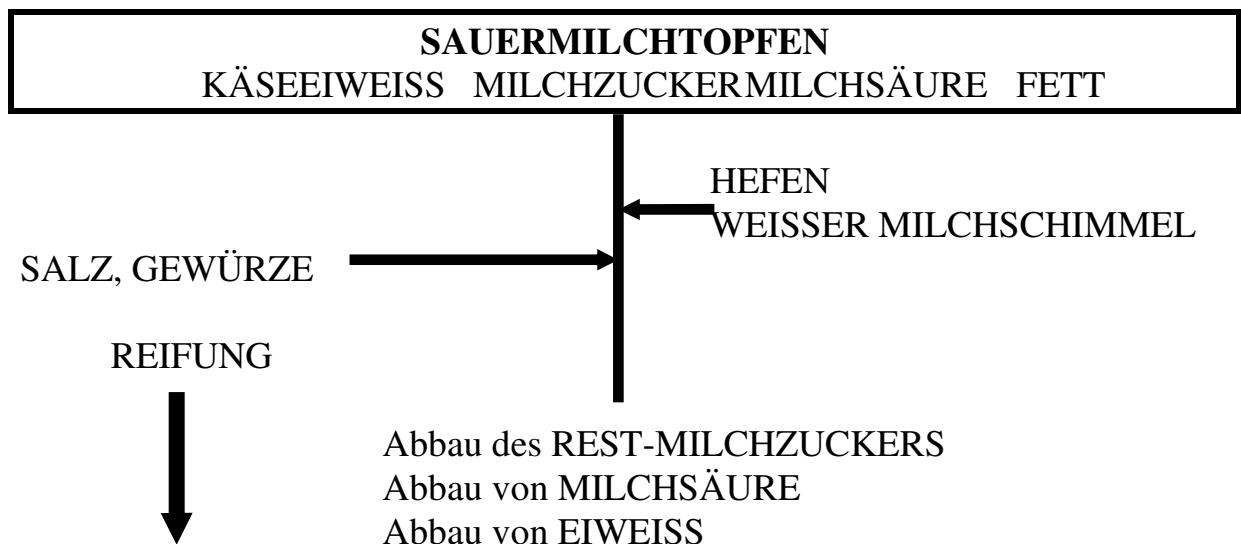 SAUERMILCHTOPFEN
KÄSEEIWEISS MILCHZUCKERMILCHSÄURE FETT
HEFEN
WEISSER MILCHSCHIMMEL
SALZ, GEWÜRZE
REIFUNG
Abbau des REST-MILCHZUCKERS
Abbau von MILCHSÄURE
Abbau von EIWEISS